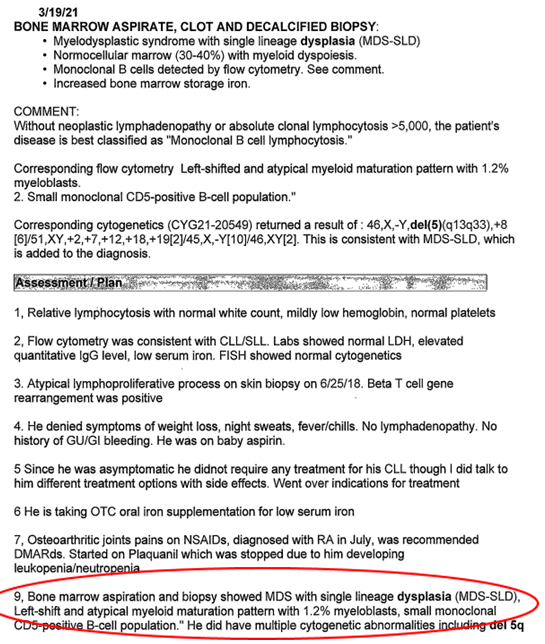 3/19/21
BONE MARROW ASPIRATE, CLOT AND DECALCIFIED BIOPSY:
• Myelodysplastic syndrome with single lineage dysplasia (MDS-SLD)
• Normocellular marrow (30-40%) with myeloid dyspoiesis.
• Monoclonal B cells detected by flow cytometry. See comment.
• Increased bone marrow storage iron.
COMMENT:
Without neoplastic lymphadenopathy or absolute clonal lymphocytosis >5,000, the patient's
disease is best classified as "Monoclonal B cell lymphocytosis."
Corresponding flow cytometry Left-shifted and atypical myeloid maturation pattern with 1.2%
myeloblasts.
2. Small monoclonal CD5-positive B-cell population."
Corresponding cytogenetics (CYG21-20549) returned a result of : 46,X,-Y,del(5)(q13q33),+8
[6]/51,XY,+2,+7,+12,+18,+19[2]/45,X,-Y[10]/46,XY[2]. This is consistent with MDS-SLD, which
is added to the diagnosis.
Assessment / Plan
1, Relative lymphocytosis with normal white count, mildly low hemoglobin, normal platelets
2, Flow cytometry was consistent with CLL/SLL. Labs showed normal LDH, elevated
quantitative IgG level, low serum iron. FISH showed normal cytogenetics
3. Atypical lymphoproliferative process on skin biopsy on 6/25/18. Beta T cell gene
rearrangement was positive
4. He denied symptoms of weight loss, night sweats, fever/chills. No lymphadenopathy. No
history of GU/GI bleeding. He was on baby aspirin.
5 Since he was asymptomatic he didnot require any treatment for his CLL though I did talk to
him different treatment options with side effects. Went over indications for treatment
6 He is taking OTC oral iron supplementation for low serum iron
7, Osteoarthritic joints pains on NSAIDs, diagnosed with RA in July, was recommended
DMARDs. Started on Plaquanil which was stopped due to him developing
leukopenia/neutropenia
9, Bone marrow aspiration and biopsy showed MDS with single lineage dysplasia (MDS-SLD),
Left-shift and atypical myeloid maturation pattern with 1.2% myeloblasts, small monoclonal
CD5-positive B-cell population." He did have multiple cytogenetic abnormalities including del 5q